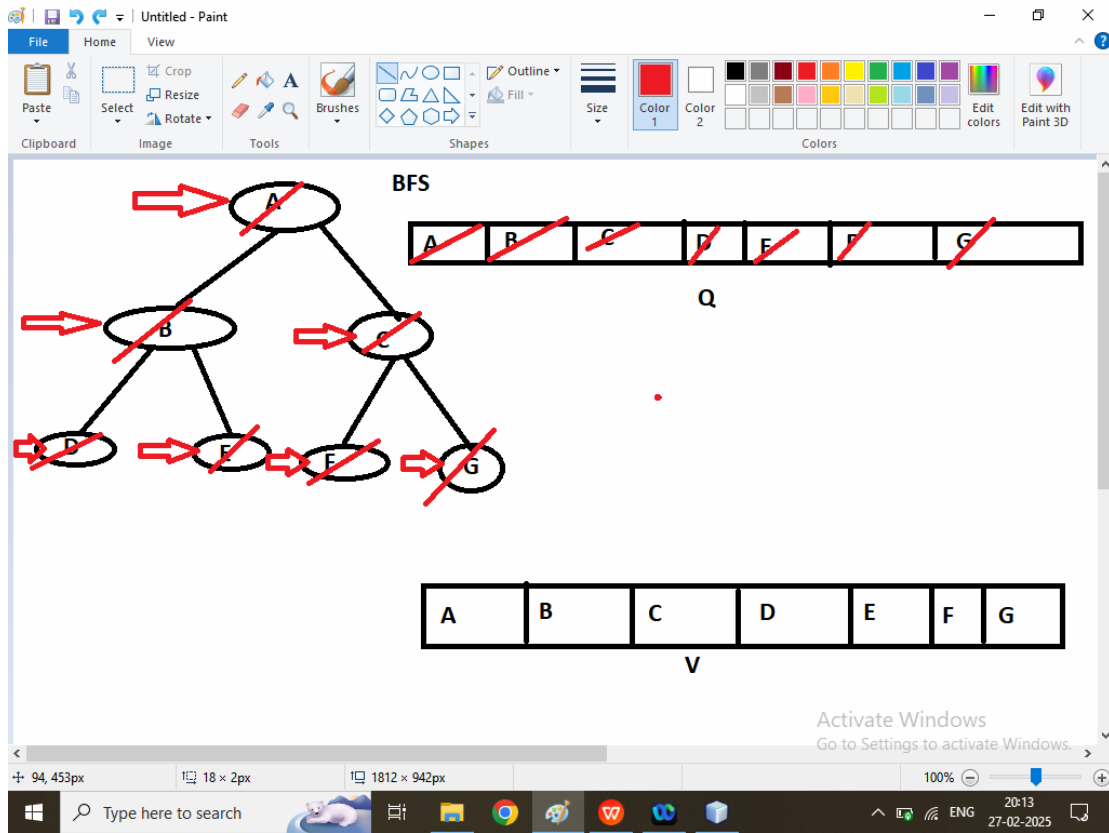 Untitled - Paint
File Home View
Paste
Select
Crop
Resize
Rotate
Brushes
Outline
Fill
Size
Color 1
Color 2
Edit colors
Edit with Paint 3D
Clipboard
Image
Tools
A
Shapes
Colors
BFS
A
B
C
D
E
F
G
A B C D E F G
Q
A B C D E F G
V
Activate Windows
Go to Settings to activate Windows.
94, 453px
18 × 2px
1812 × 942px
100%
Type here to search
ENG
20:13
27-02-2025